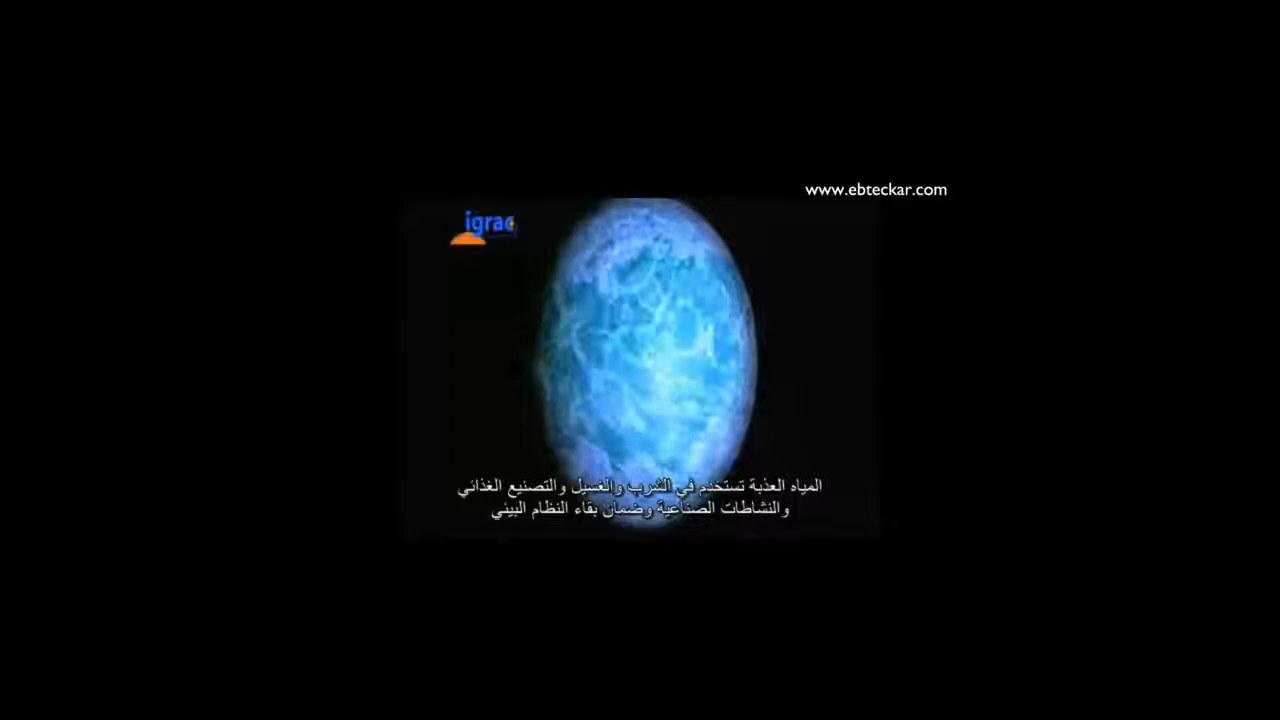 www.ebteckar.com
igrac
المياه العذبة تستخدم في الشرب والغسيل والتصنيع الغذائي
والنشاطات الصناعية وضمان بقاء النظام البيئي